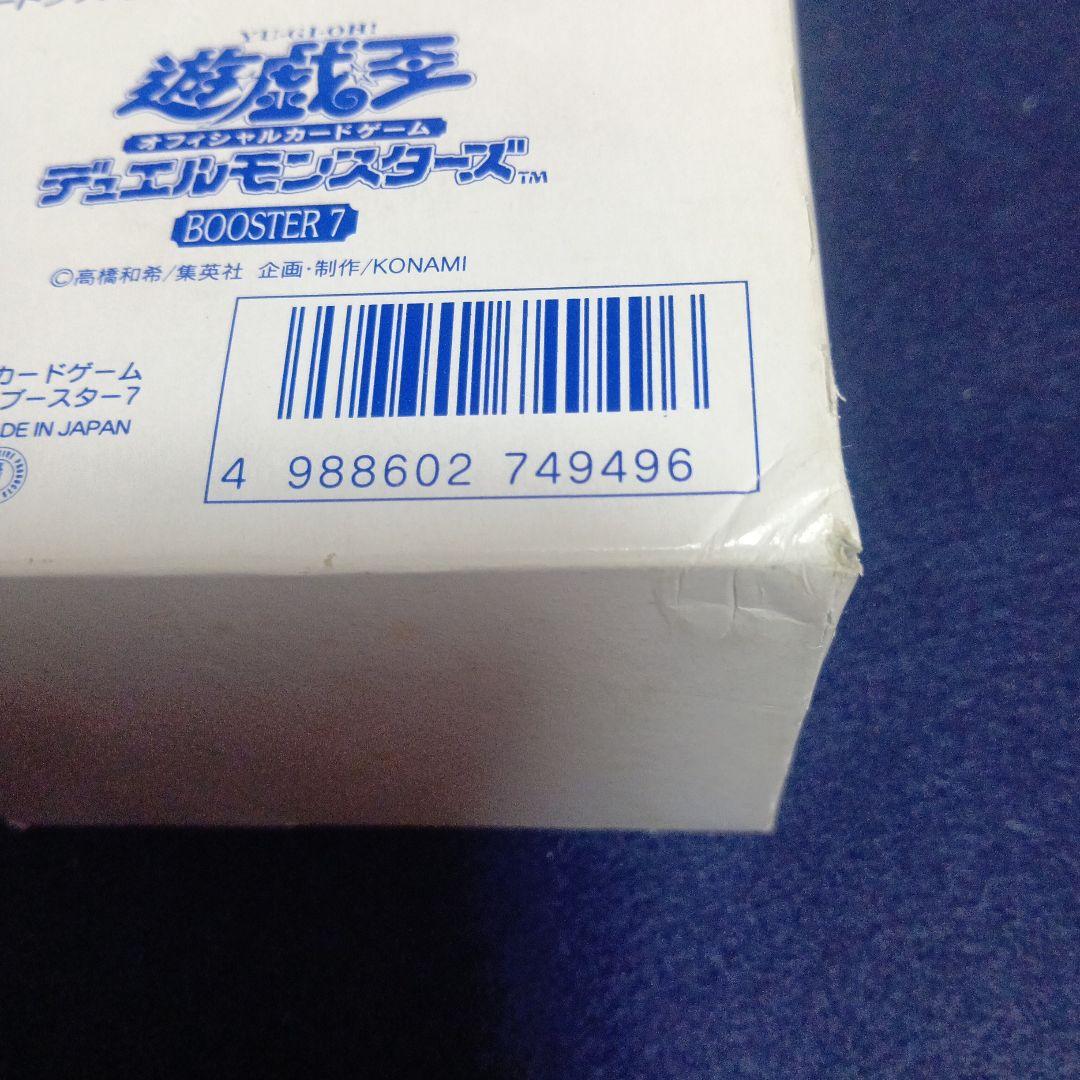 YU-GI-OH!
遊戯王
オフィシャルカードゲーム
デュエルモンスターズ™
BOOSTER 7
©高橋和希/集英社 企画・制作/KONAMI
カードゲーム
ブースター7
DE IN JAPAN
4 988602 749496